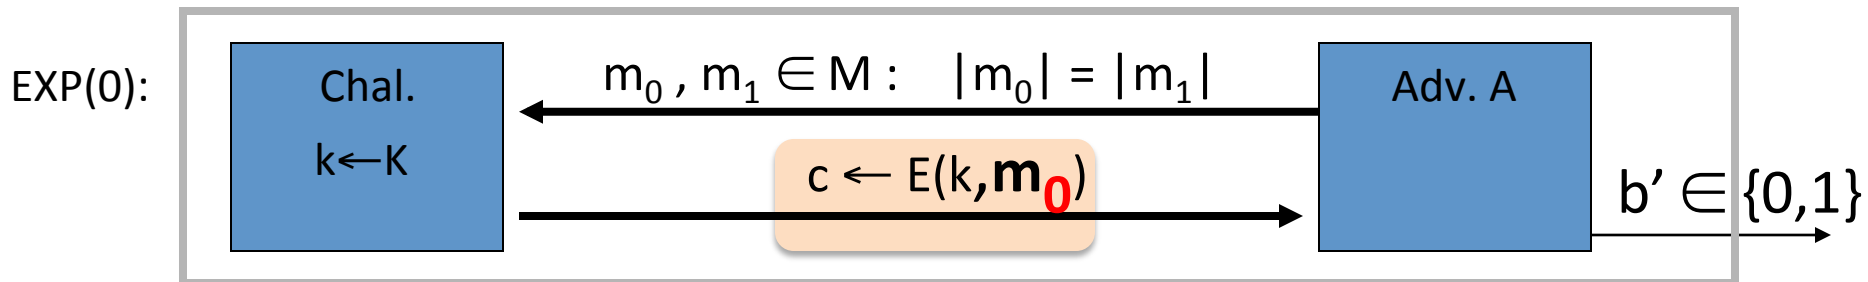 EXP(0):
Chal.
k←K
m₀ , m₁ ∈ M : |m₀| = |m₁|
c ← E(k,m₀)
Adv. A
b’ ∈ {0,1}